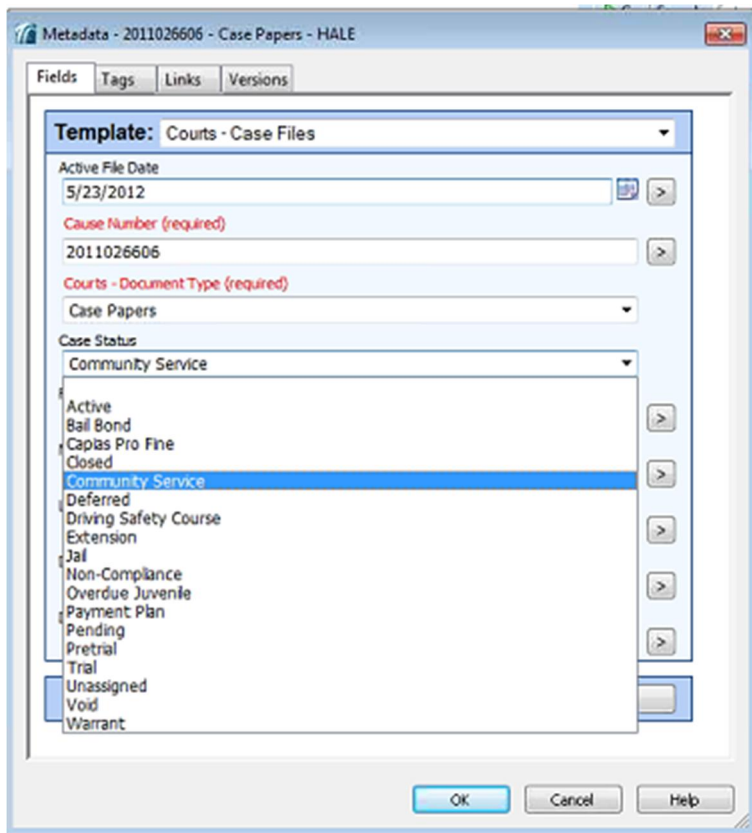 Metadata - 2011026606 - Case Papers - HALE
Fields Tags Links Versions
Template: Courts - Case Files
Active File Date
5/23/2012
>
Cause Number (required)
2011026606
>
Courts - Document Type (required)
Case Papers
Case Status
Community Service
Active
Bail Bond
>
Capias Pro Fine
Closed
Community Service
>
Deferred
Driving Safety Course
Extension
>
Jail
Non-Compliance
Overdue Juvenile
>
Payment Plan
Pending
Pretrial
>
Trial
Unassigned
Void
Warrant
OK Cancel Help